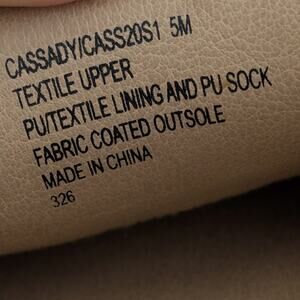 CASSADY/CASS20S1 5M
TEXTILE UPPER
PU/TEXTILE LINING AND PU SOCK
FABRIC COATED OUTSOLE
MADE IN CHINA
326